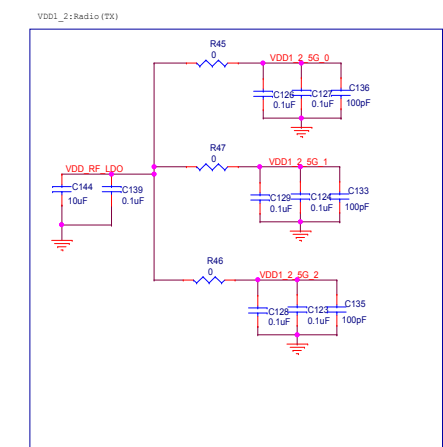 VDD1_2:Radio(TX)
R45
0
VDD1_2_5G_0
C126
0.1uF
C127
0.1uF
C136
100pF
R47
0
VDD1_2_5G_1
VDD_RF_LDO
C144
10uF
C139
0.1uF
C129
0.1uF
C124
0.1uF
C133
100pF
R46
0
VDD1_2_5G_2
C128
0.1uF
C123
0.1uF
C135
100pF